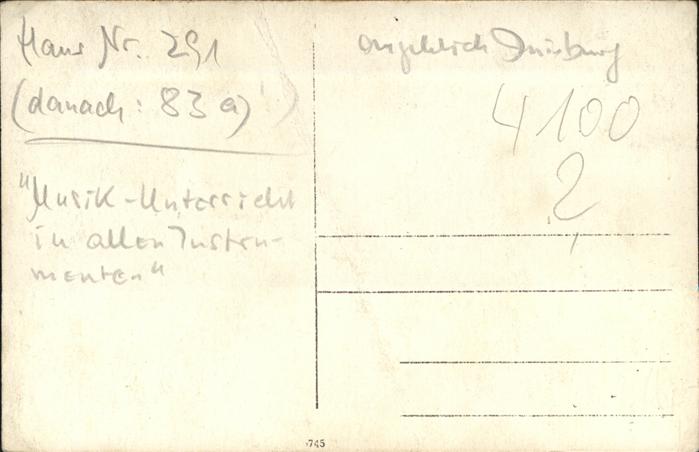 Haus Nr. 291
(danach: 83 a)
"Musik-Unterricht
in allen Instru-
menten"
angeblich Duisburg
4100
2
745